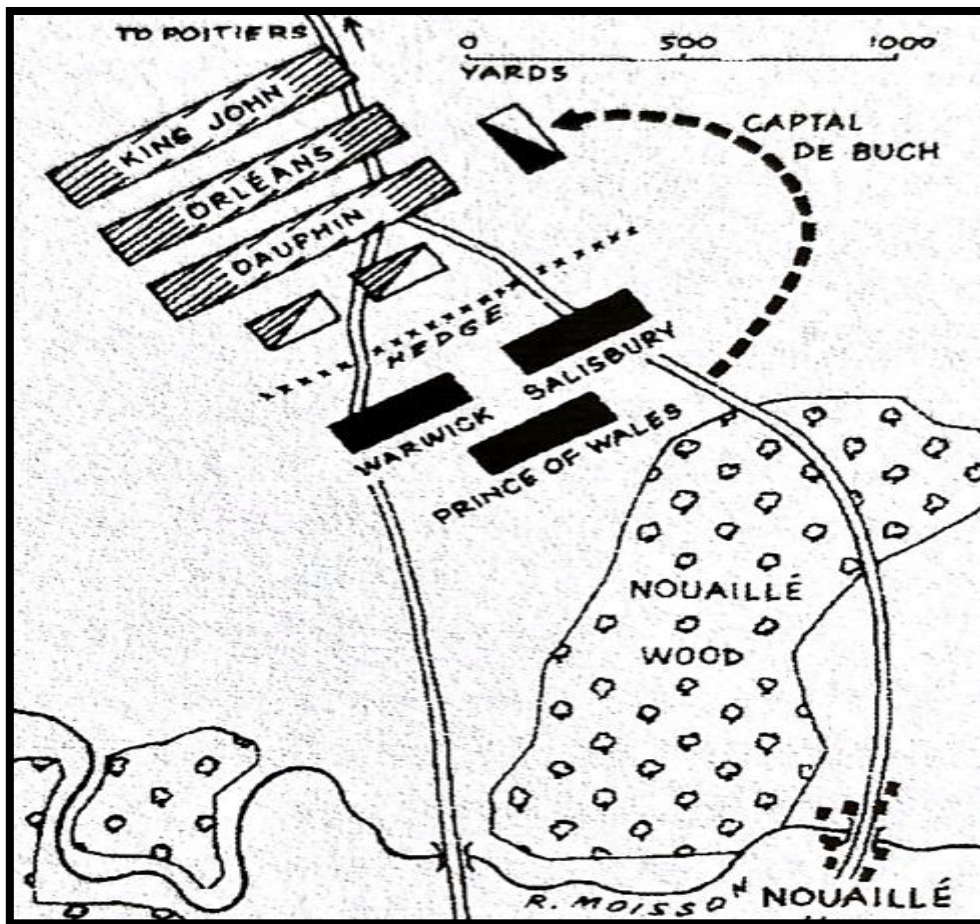 TO POITIERS
0 500 1000
YARDS
KING JOHN
ORLÉANS
DAUPHIN
CAPTAL
DE BUCH
HEDGE
SALISBURY
WARWICK
PRINCE OF WALES
NOUAILLÉ
WOOD
R. MOISSON
NOUAILLÉ